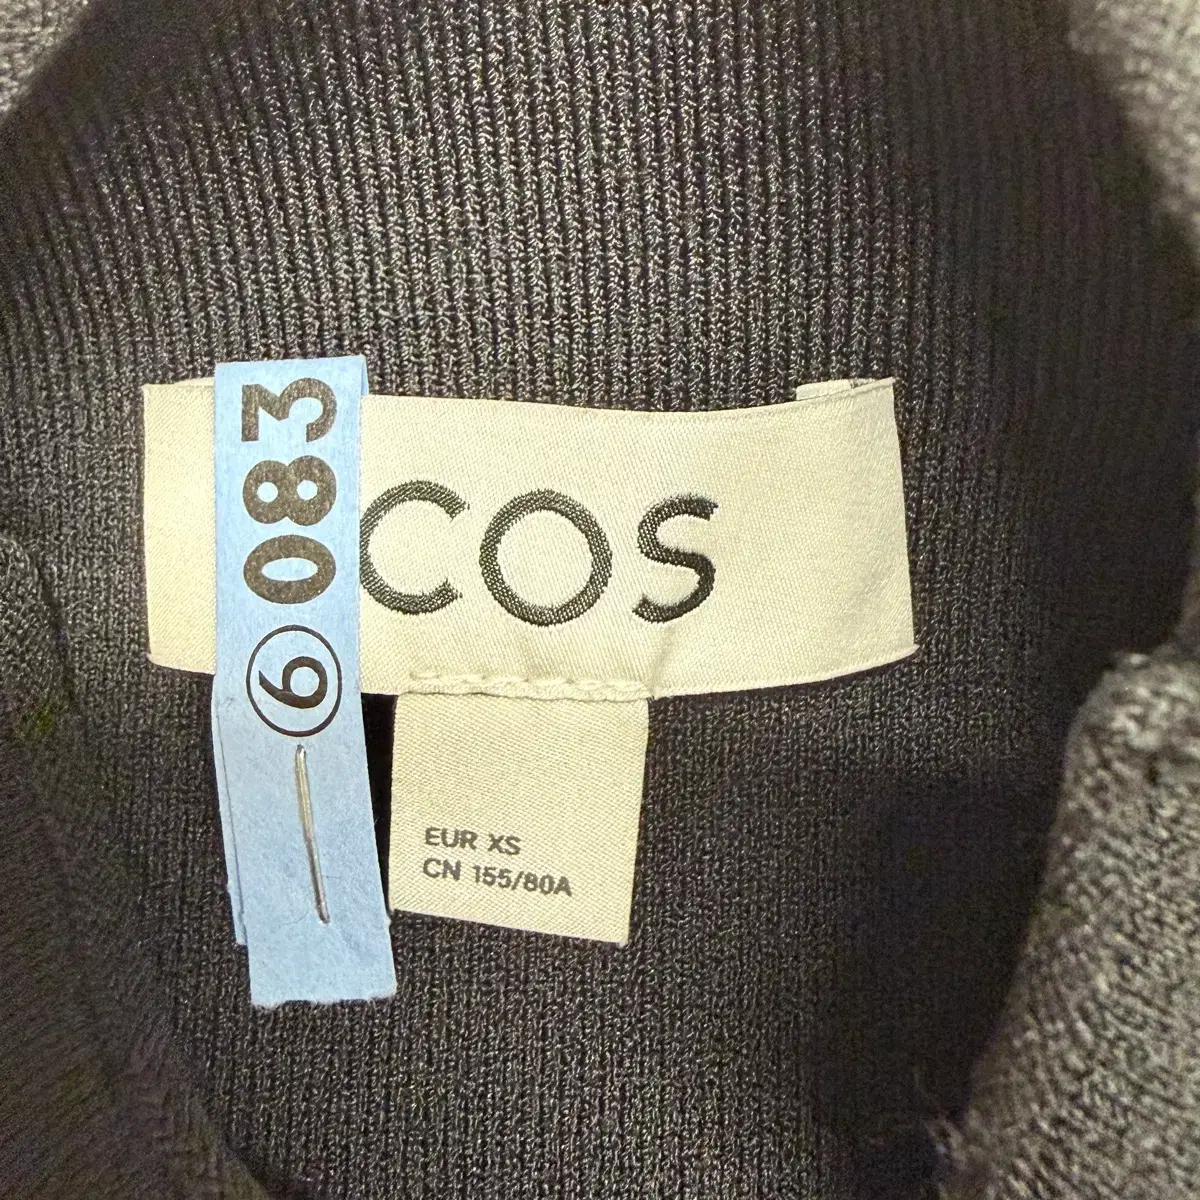 ⑥083
COS
EUR XS
CN 155/80A